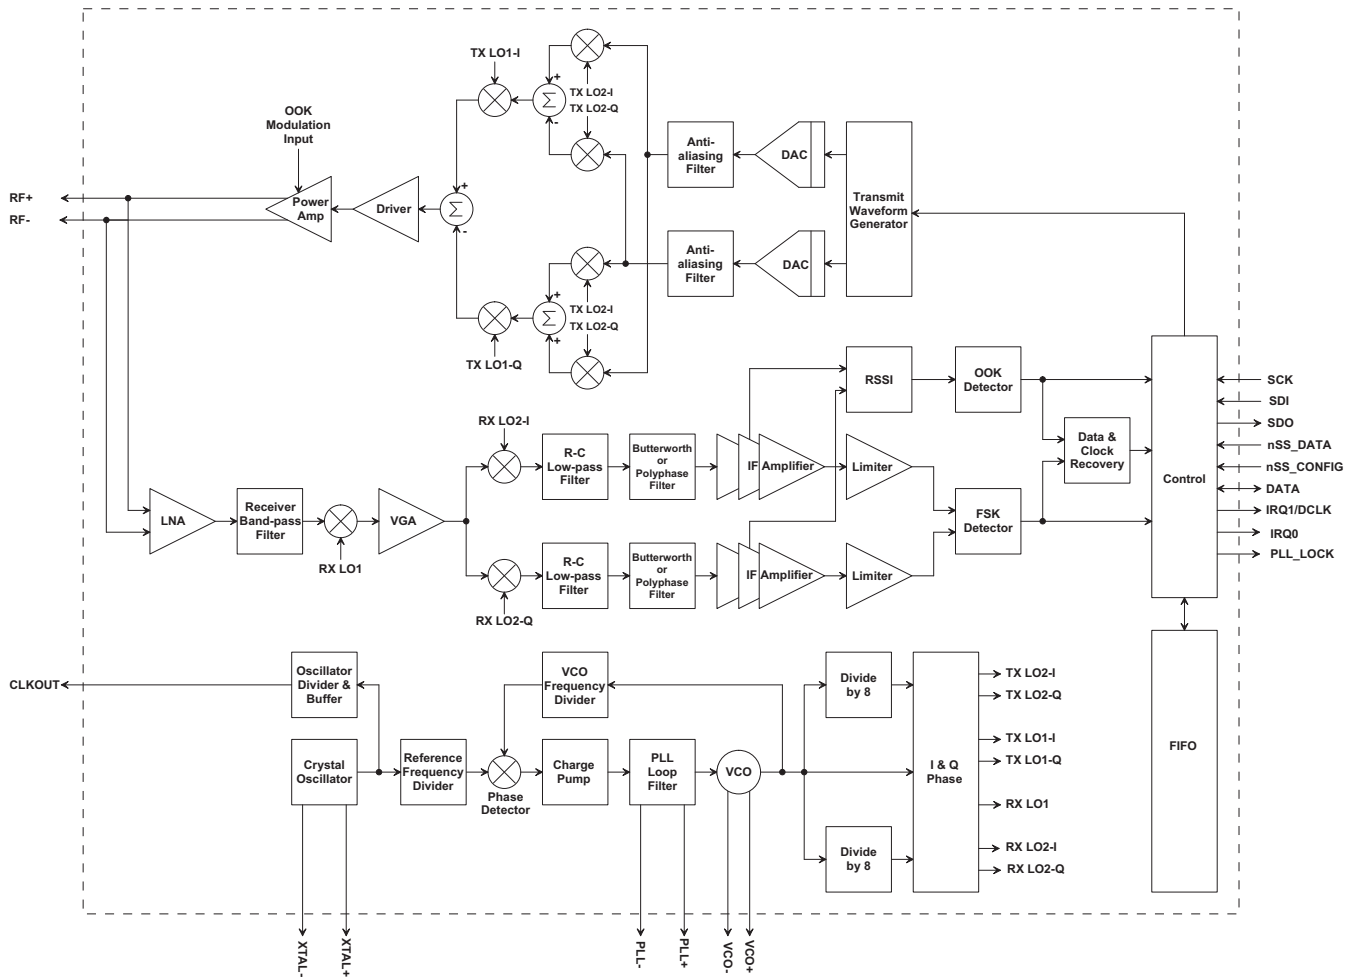 TX LO1-I
+
TX LO2-I
TX LO2-Q
-
Σ
OOK
Modulation
Input
Anti-
aliasing
Filter
DAC
RF+
RF-
Power
Amp
Driver
+
Σ
-
Transmit
Waveform
Generator
Anti-
aliasing
Filter
DAC
+
TX LO2-I
TX LO2-Q
+
Σ
TX LO1-Q
RSSI
OOK
Detector
SCK
SDI
SDO
nSS_DATA
nSS_CONFIG
DATA
IRQ1/DCLK
IRQ0
PLL_LOCK
RX LO2-I
R-C
Low-pass
Filter
Butterworth
or
Polyphase
Filter
IF Amplifier
Limiter
Data &
Clock
Recovery
Control
LNA
Receiver
Band-pass
Filter
RX LO1
VGA
FSK
Detector
R-C
Low-pass
Filter
Butterworth
or
Polyphase
Filter
IF Amplifier
Limiter
RX LO2-Q
CLKOUT
Oscillator
Divider &
Buffer
VCO
Frequency
Divider
Divide
by 8
TX LO2-I
TX LO2-Q
TX LO1-I
TX LO1-Q
RX LO1
RX LO2-I
RX LO2-Q
FIFO
Crystal
Oscillator
Reference
Frequency
Divider
Phase
Detector
Charge
Pump
PLL
Loop
Filter
VCO
I & Q
Phase
Divide
by 8
XTAL-
XTAL+
PLL-
PLL+
VCO-
VCO+